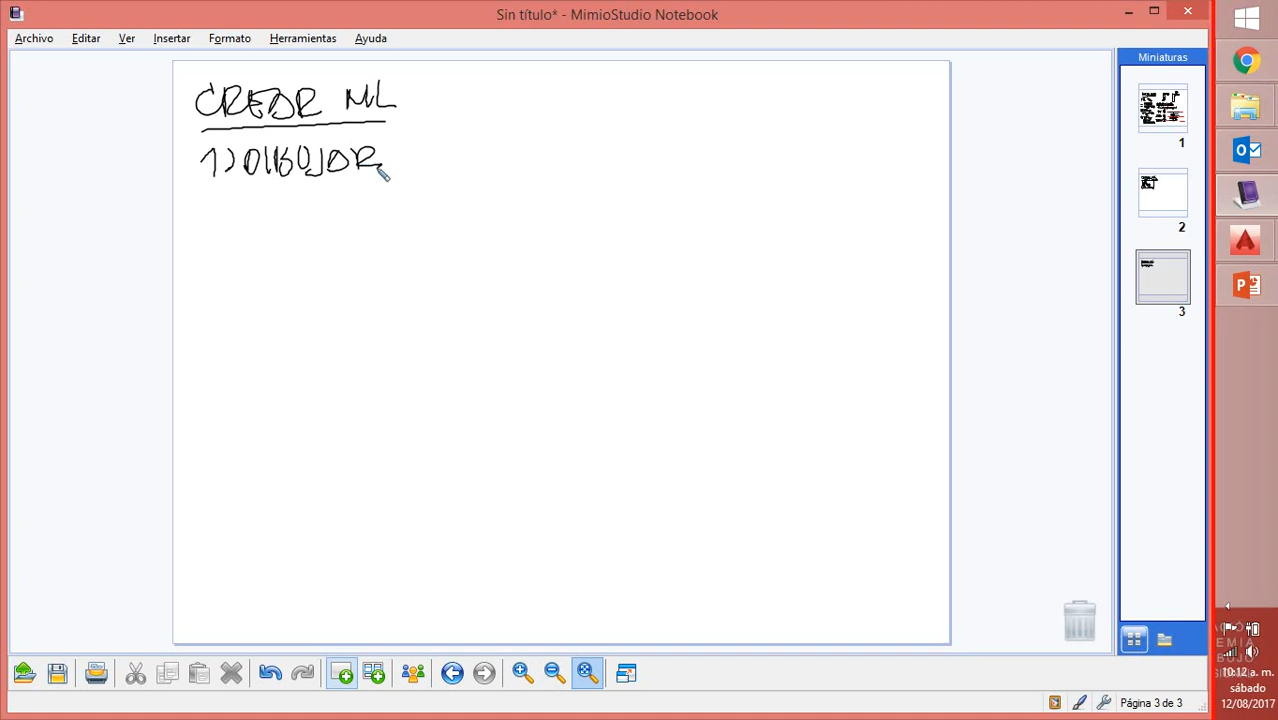 Sin título* - MimioStudio Notebook
Archivo Editar Ver Insertar Formato Herramientas Ayuda
Miniaturas
CREAR ML
1) DIBUJAR
1
2
3
10:12 a. m.
sábado
12/08/2017
Página 3 de 3